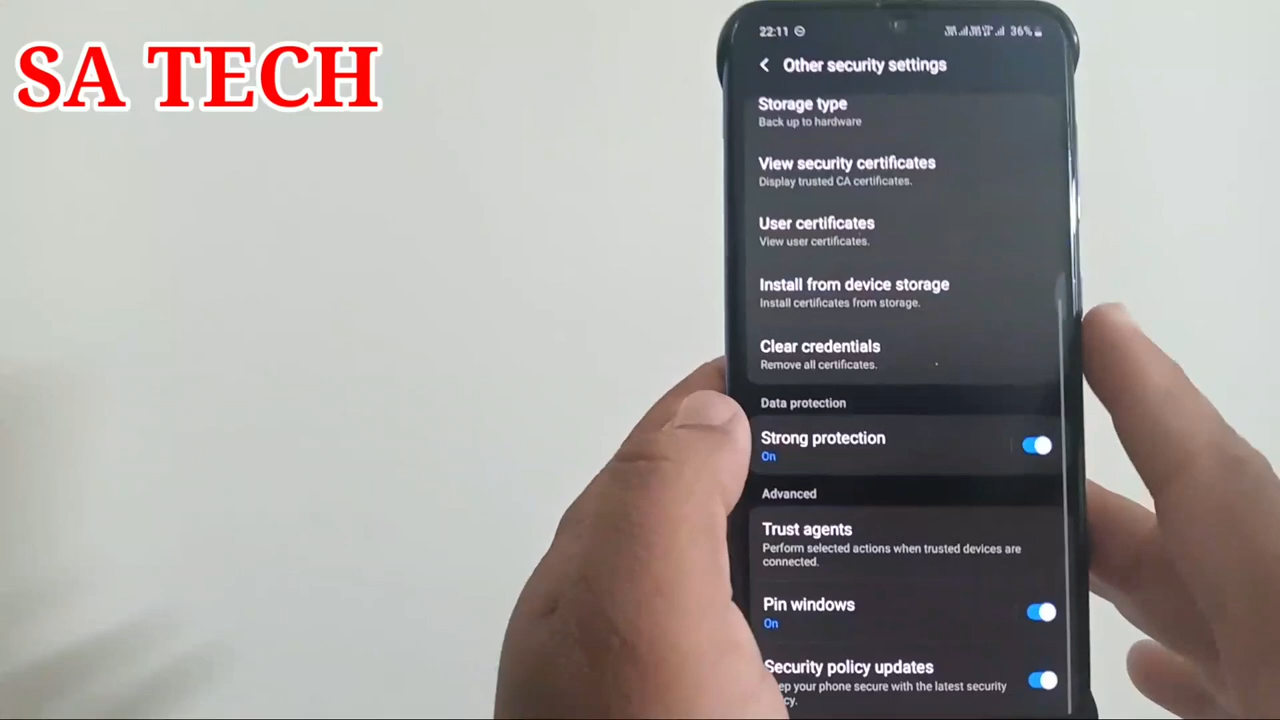 SA TECH
22:11
36%
Other security settings
Storage type
Back up to hardware
View security certificates
Display trusted CA certificates.
User certificates
View user certificates.
Install from device storage
Install certificates from storage.
Clear credentials
Remove all certificates.
Data protection
Strong protection
On
Advanced
Trust agents
Perform selected actions when trusted devices are
connected.
Pin windows
On
Security policy updates
your phone secure with the latest security